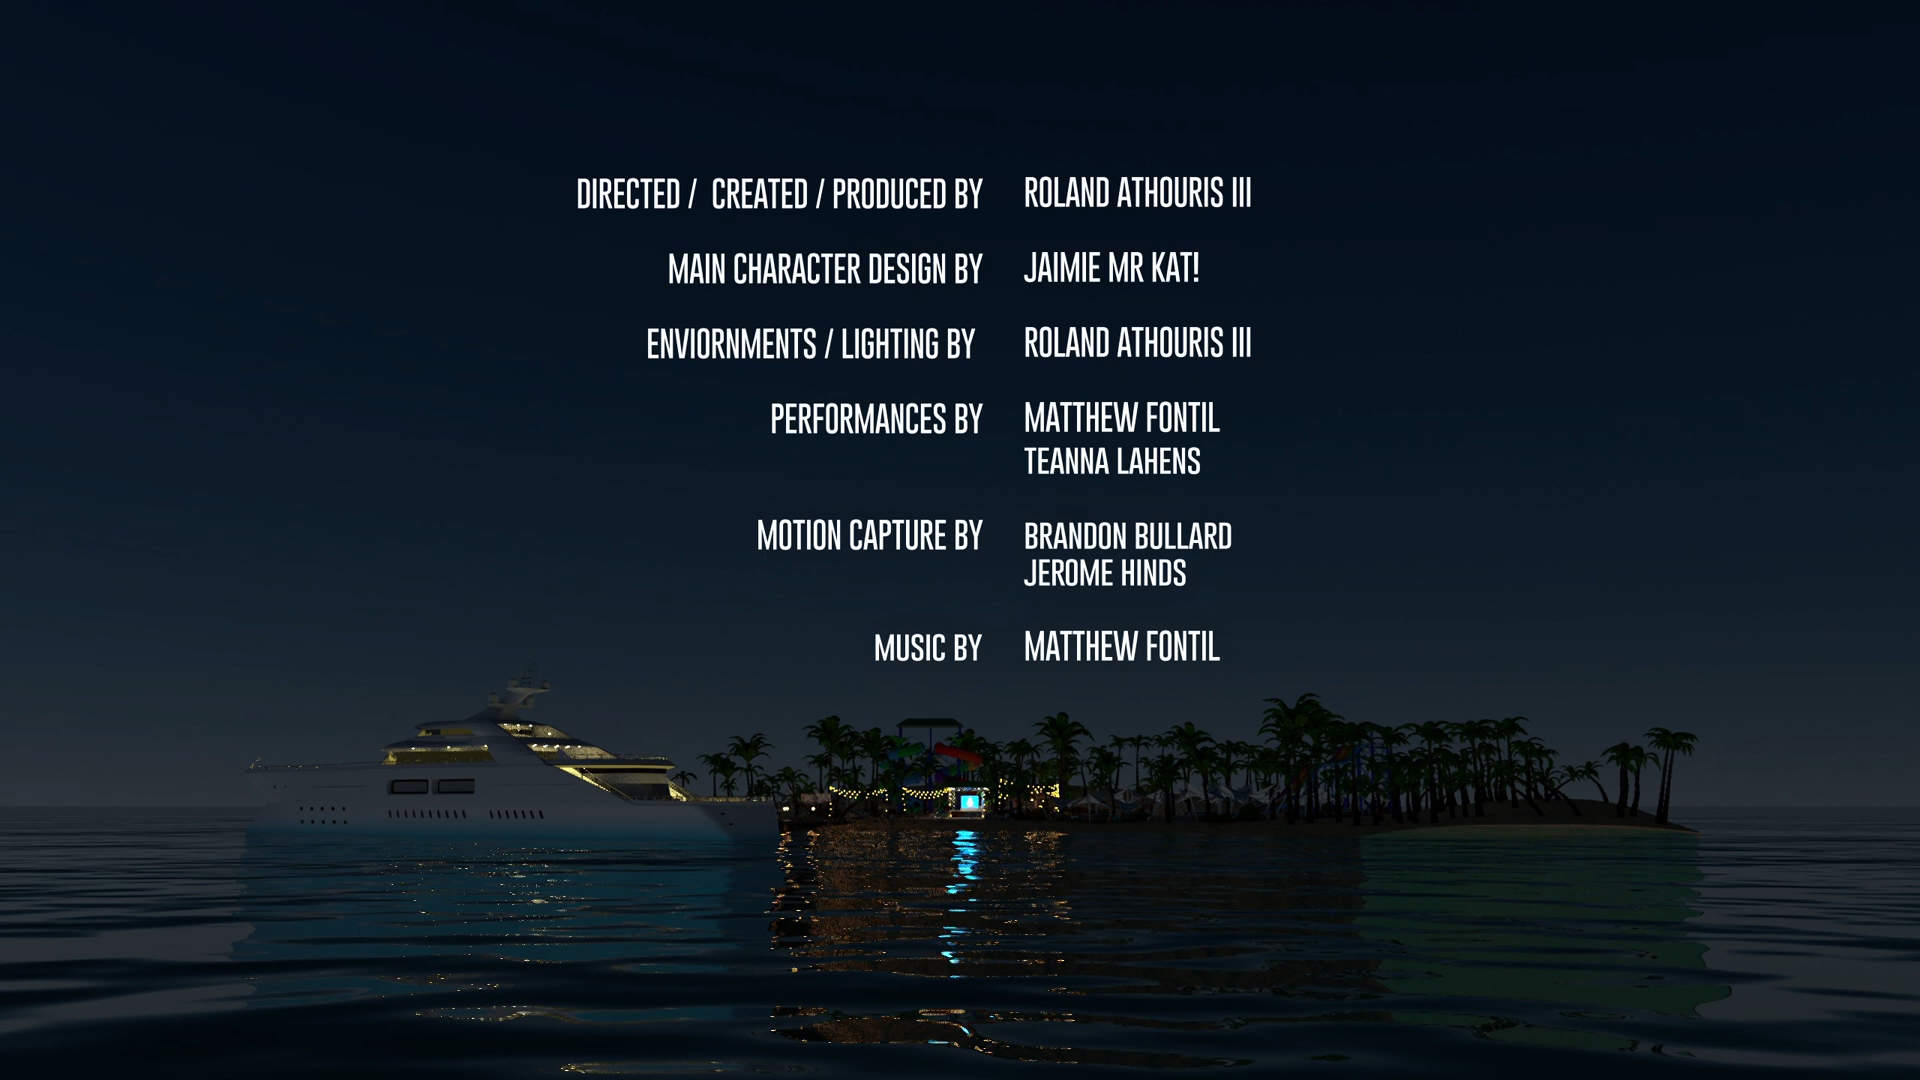 DIRECTED / CREATED / PRODUCED BY ROLAND ATHOURIS III
MAIN CHARACTER DESIGN BY JAIMIE MR KAT!
ENVIORNMENTS / LIGHTING BY ROLAND ATHOURIS III
PERFORMANCES BY MATTHEW FONTIL
TEANNA LAHENS
MOTION CAPTURE BY BRANDON BULLARD
JEROME HINDS
MUSIC BY MATTHEW FONTIL